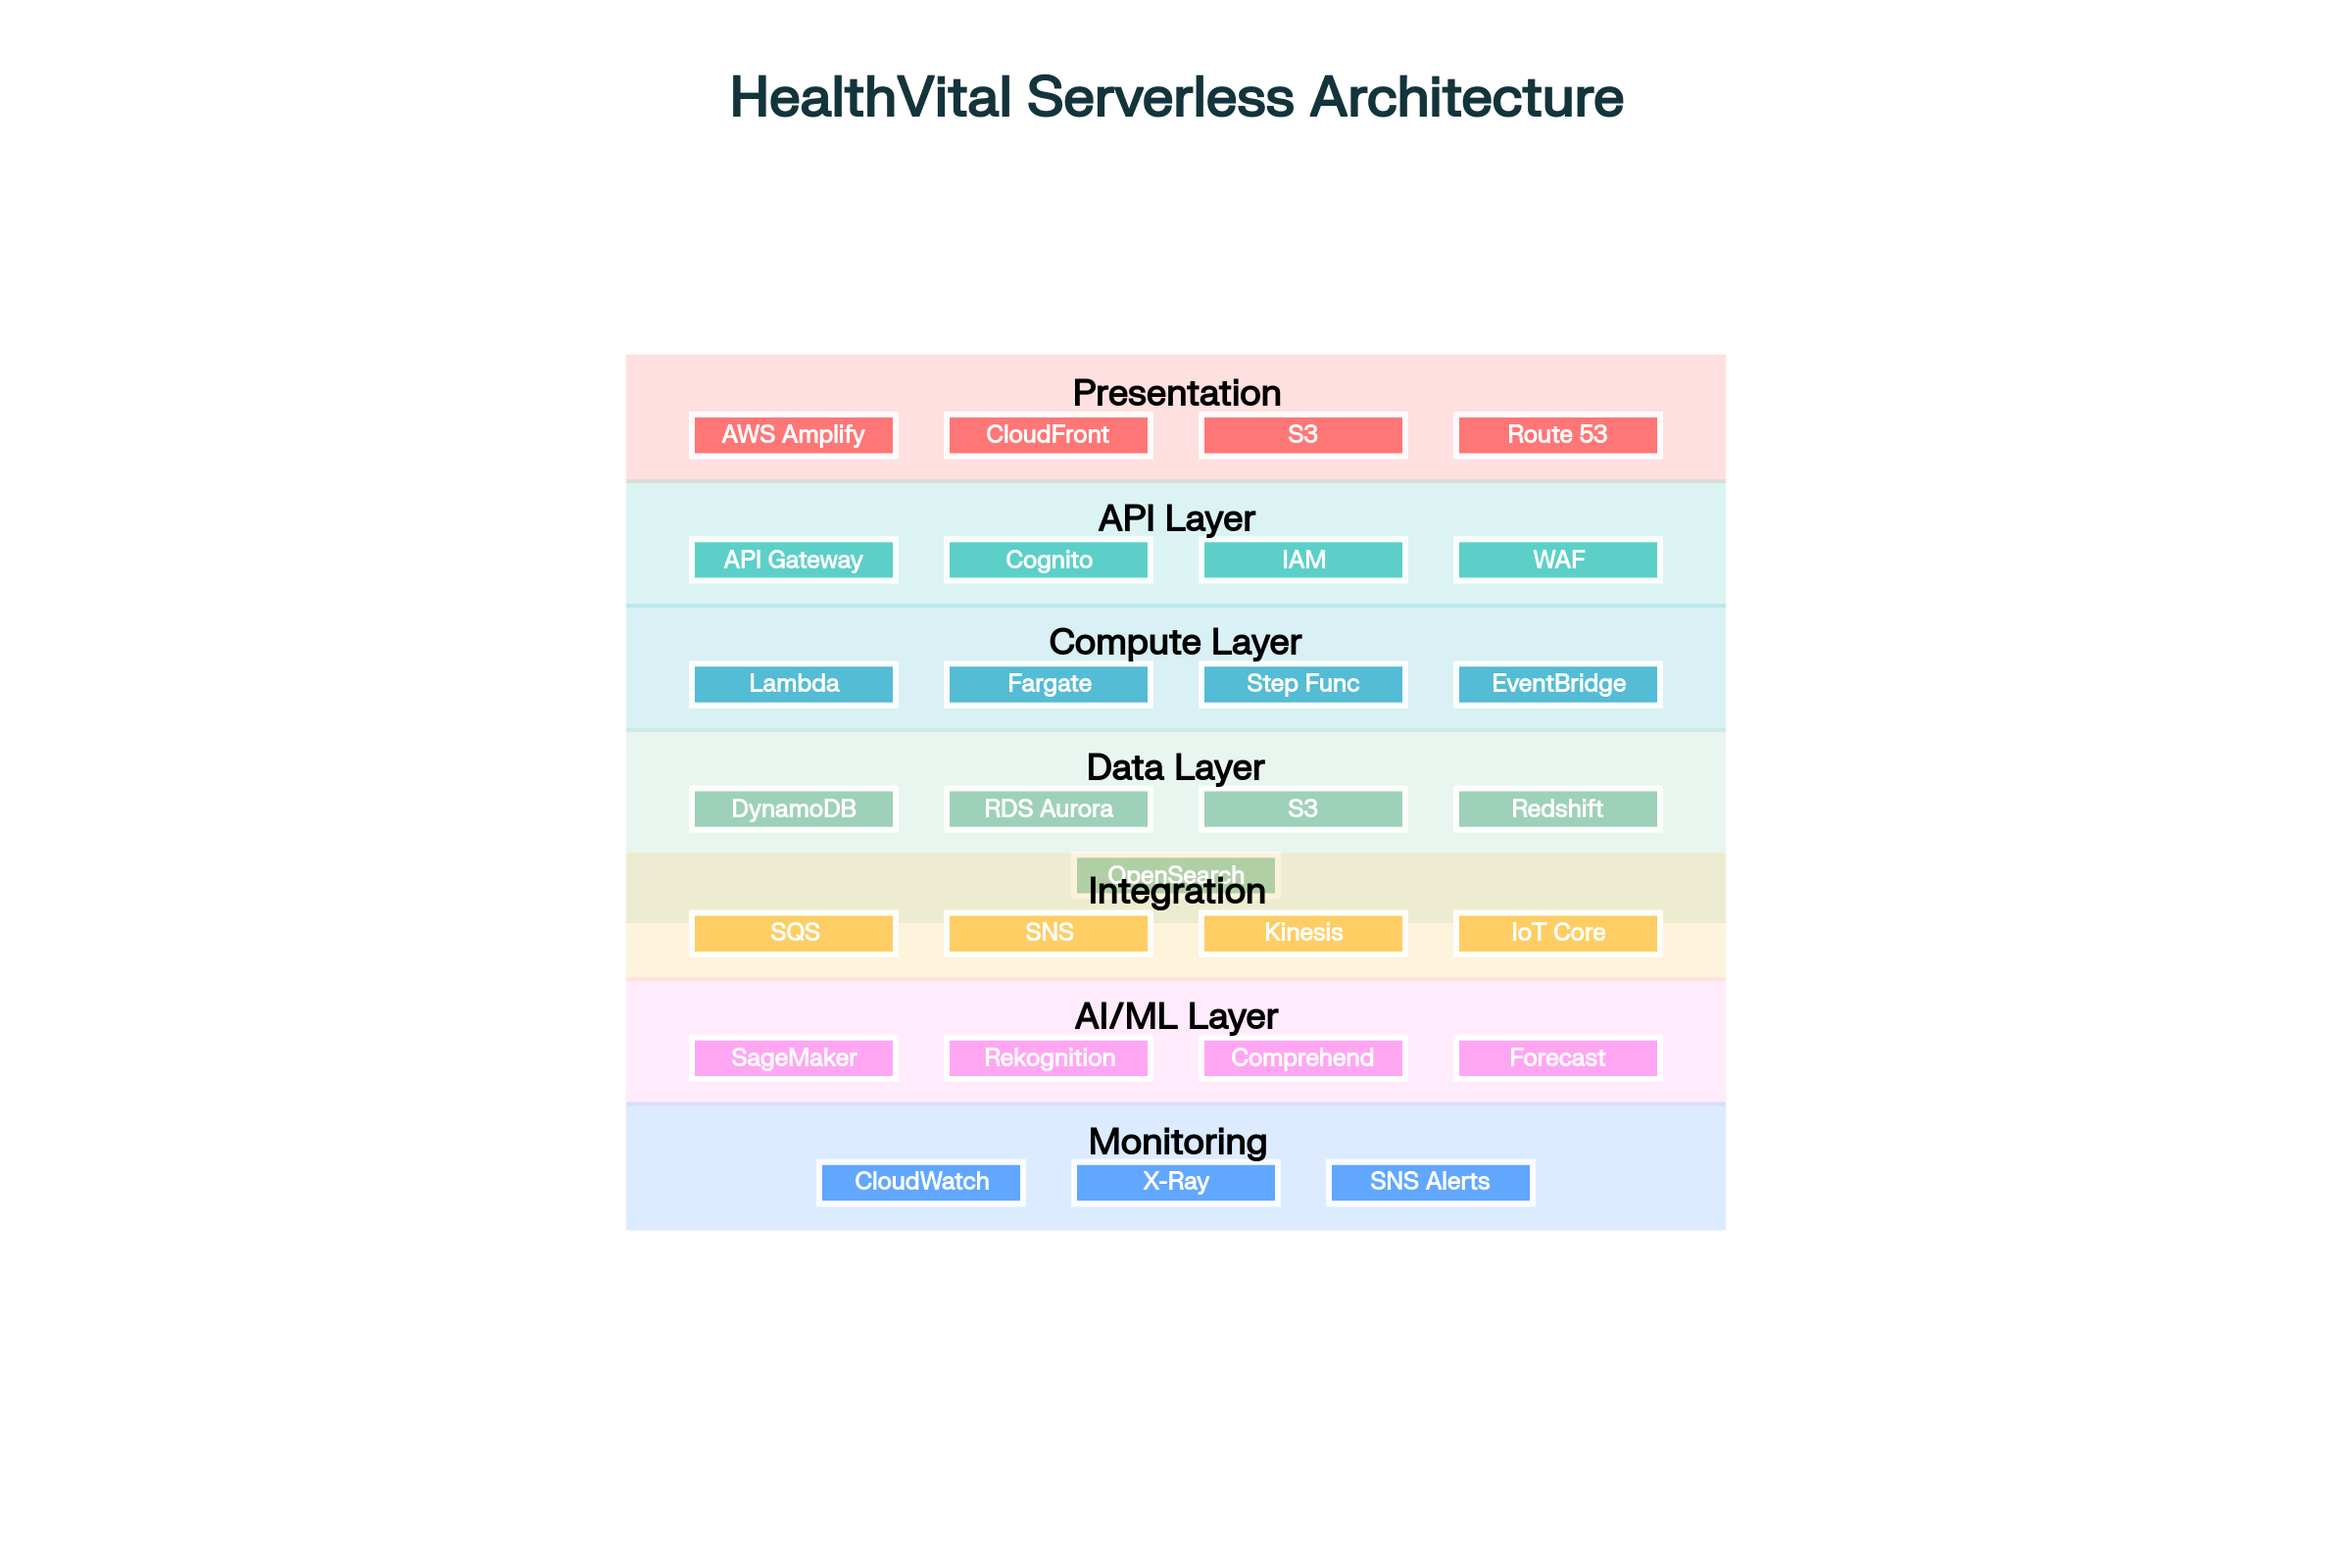 HealthVital Serverless Architecture
Presentation
AWS Amplify CloudFront S3 Route 53
API Layer
API Gateway Cognito IAM WAF
Compute Layer
Lambda Fargate Step Func EventBridge
Data Layer
DynamoDB RDS Aurora S3 Redshift
OpenSearch
Integration
SQS SNS Kinesis IoT Core
AI/ML Layer
SageMaker Rekognition Comprehend Forecast
Monitoring
CloudWatch X-Ray SNS Alerts